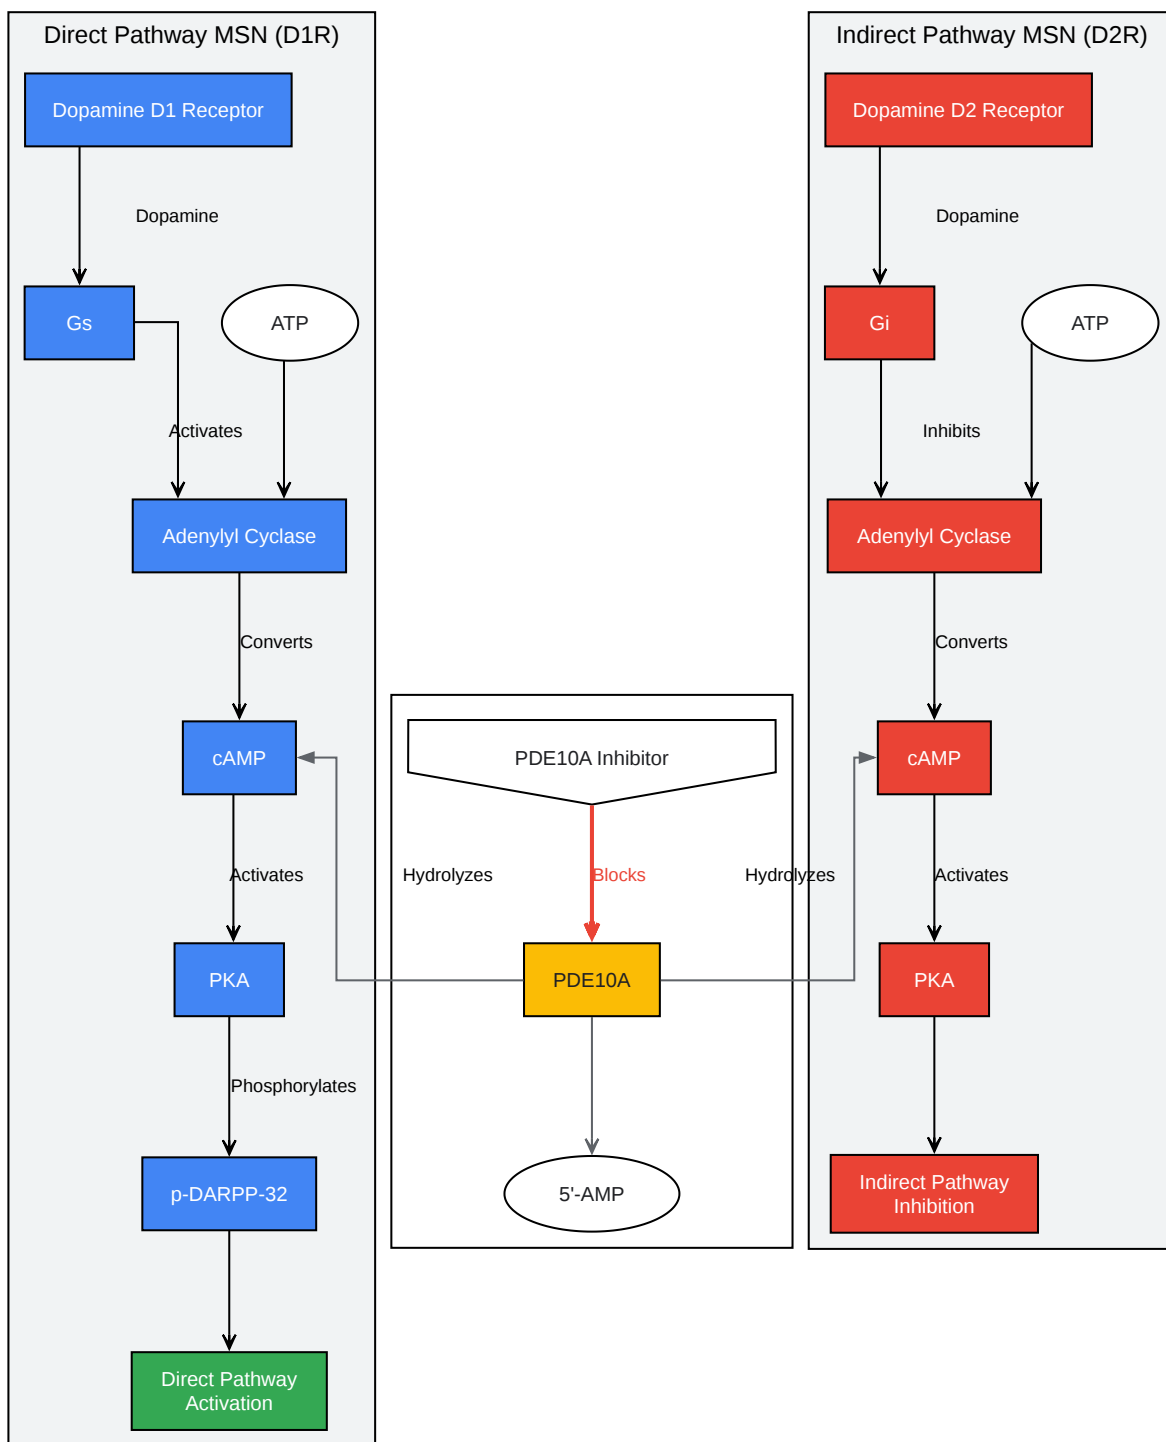 Direct Pathway MSN (D1R)
Dopamine D1 Receptor
Dopamine
Gs
ATP
Activates
Adenylyl Cyclase
Converts
cAMP
Activates
PKA
Phosphorylates
p-DARPP-32
Direct Pathway
Activation
PDE10A Inhibitor
Hydrolyzes
Blocks
Hydrolyzes
PDE10A
5'-AMP
Indirect Pathway MSN (D2R)
Dopamine D2 Receptor
Dopamine
Gi
ATP
Inhibits
Adenylyl Cyclase
Converts
cAMP
Activates
PKA
Indirect Pathway
Inhibition